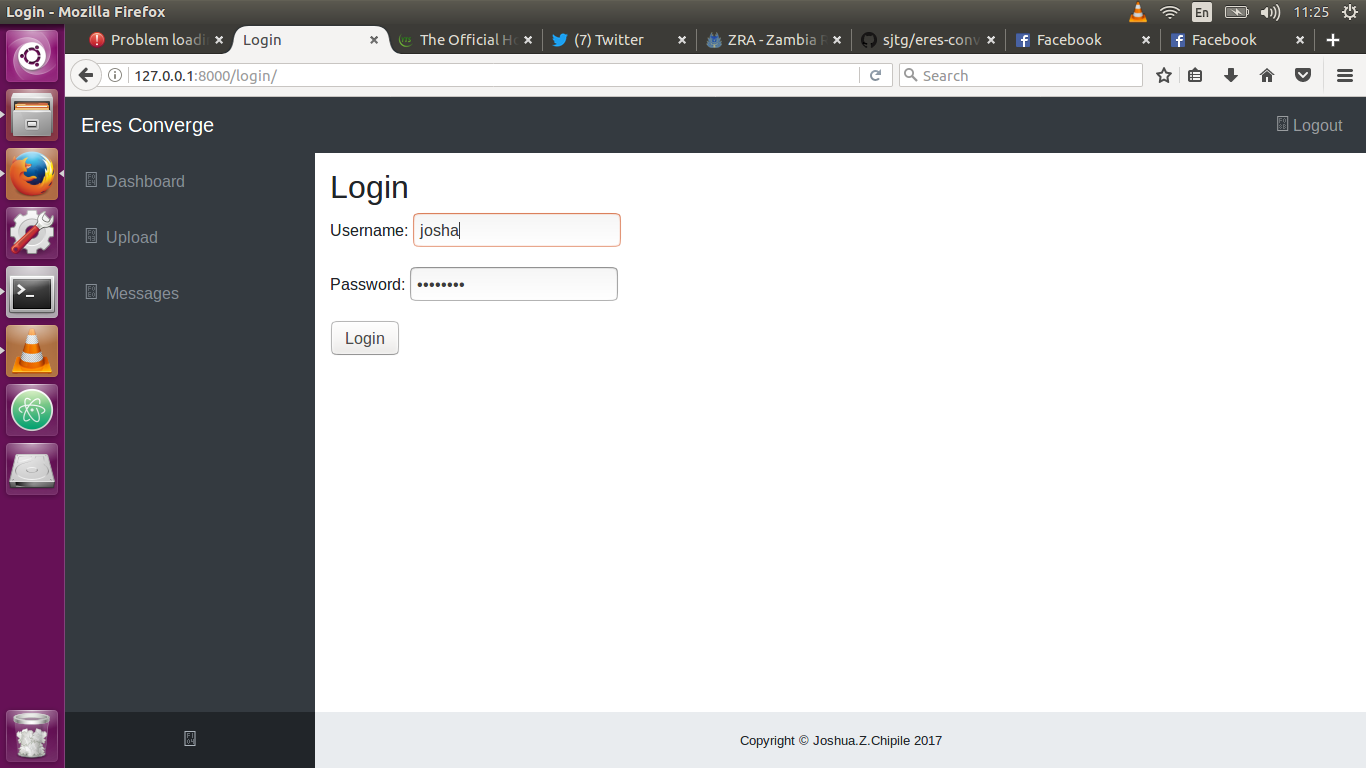 Login - Mozilla Firefox
En
11:25
Problem loadi
Login
The Official Ho
(7) Twitter
ZRA - Zambia R
sjtg/eres-conv
Facebook
Facebook
127.0.0.1:8000/login/
Search
Eres Converge
Logout
Dashboard
Upload
Messages
Login
Username: josha
Password: ••••••••
Login
Copyright © Joshua.Z.Chipile 2017